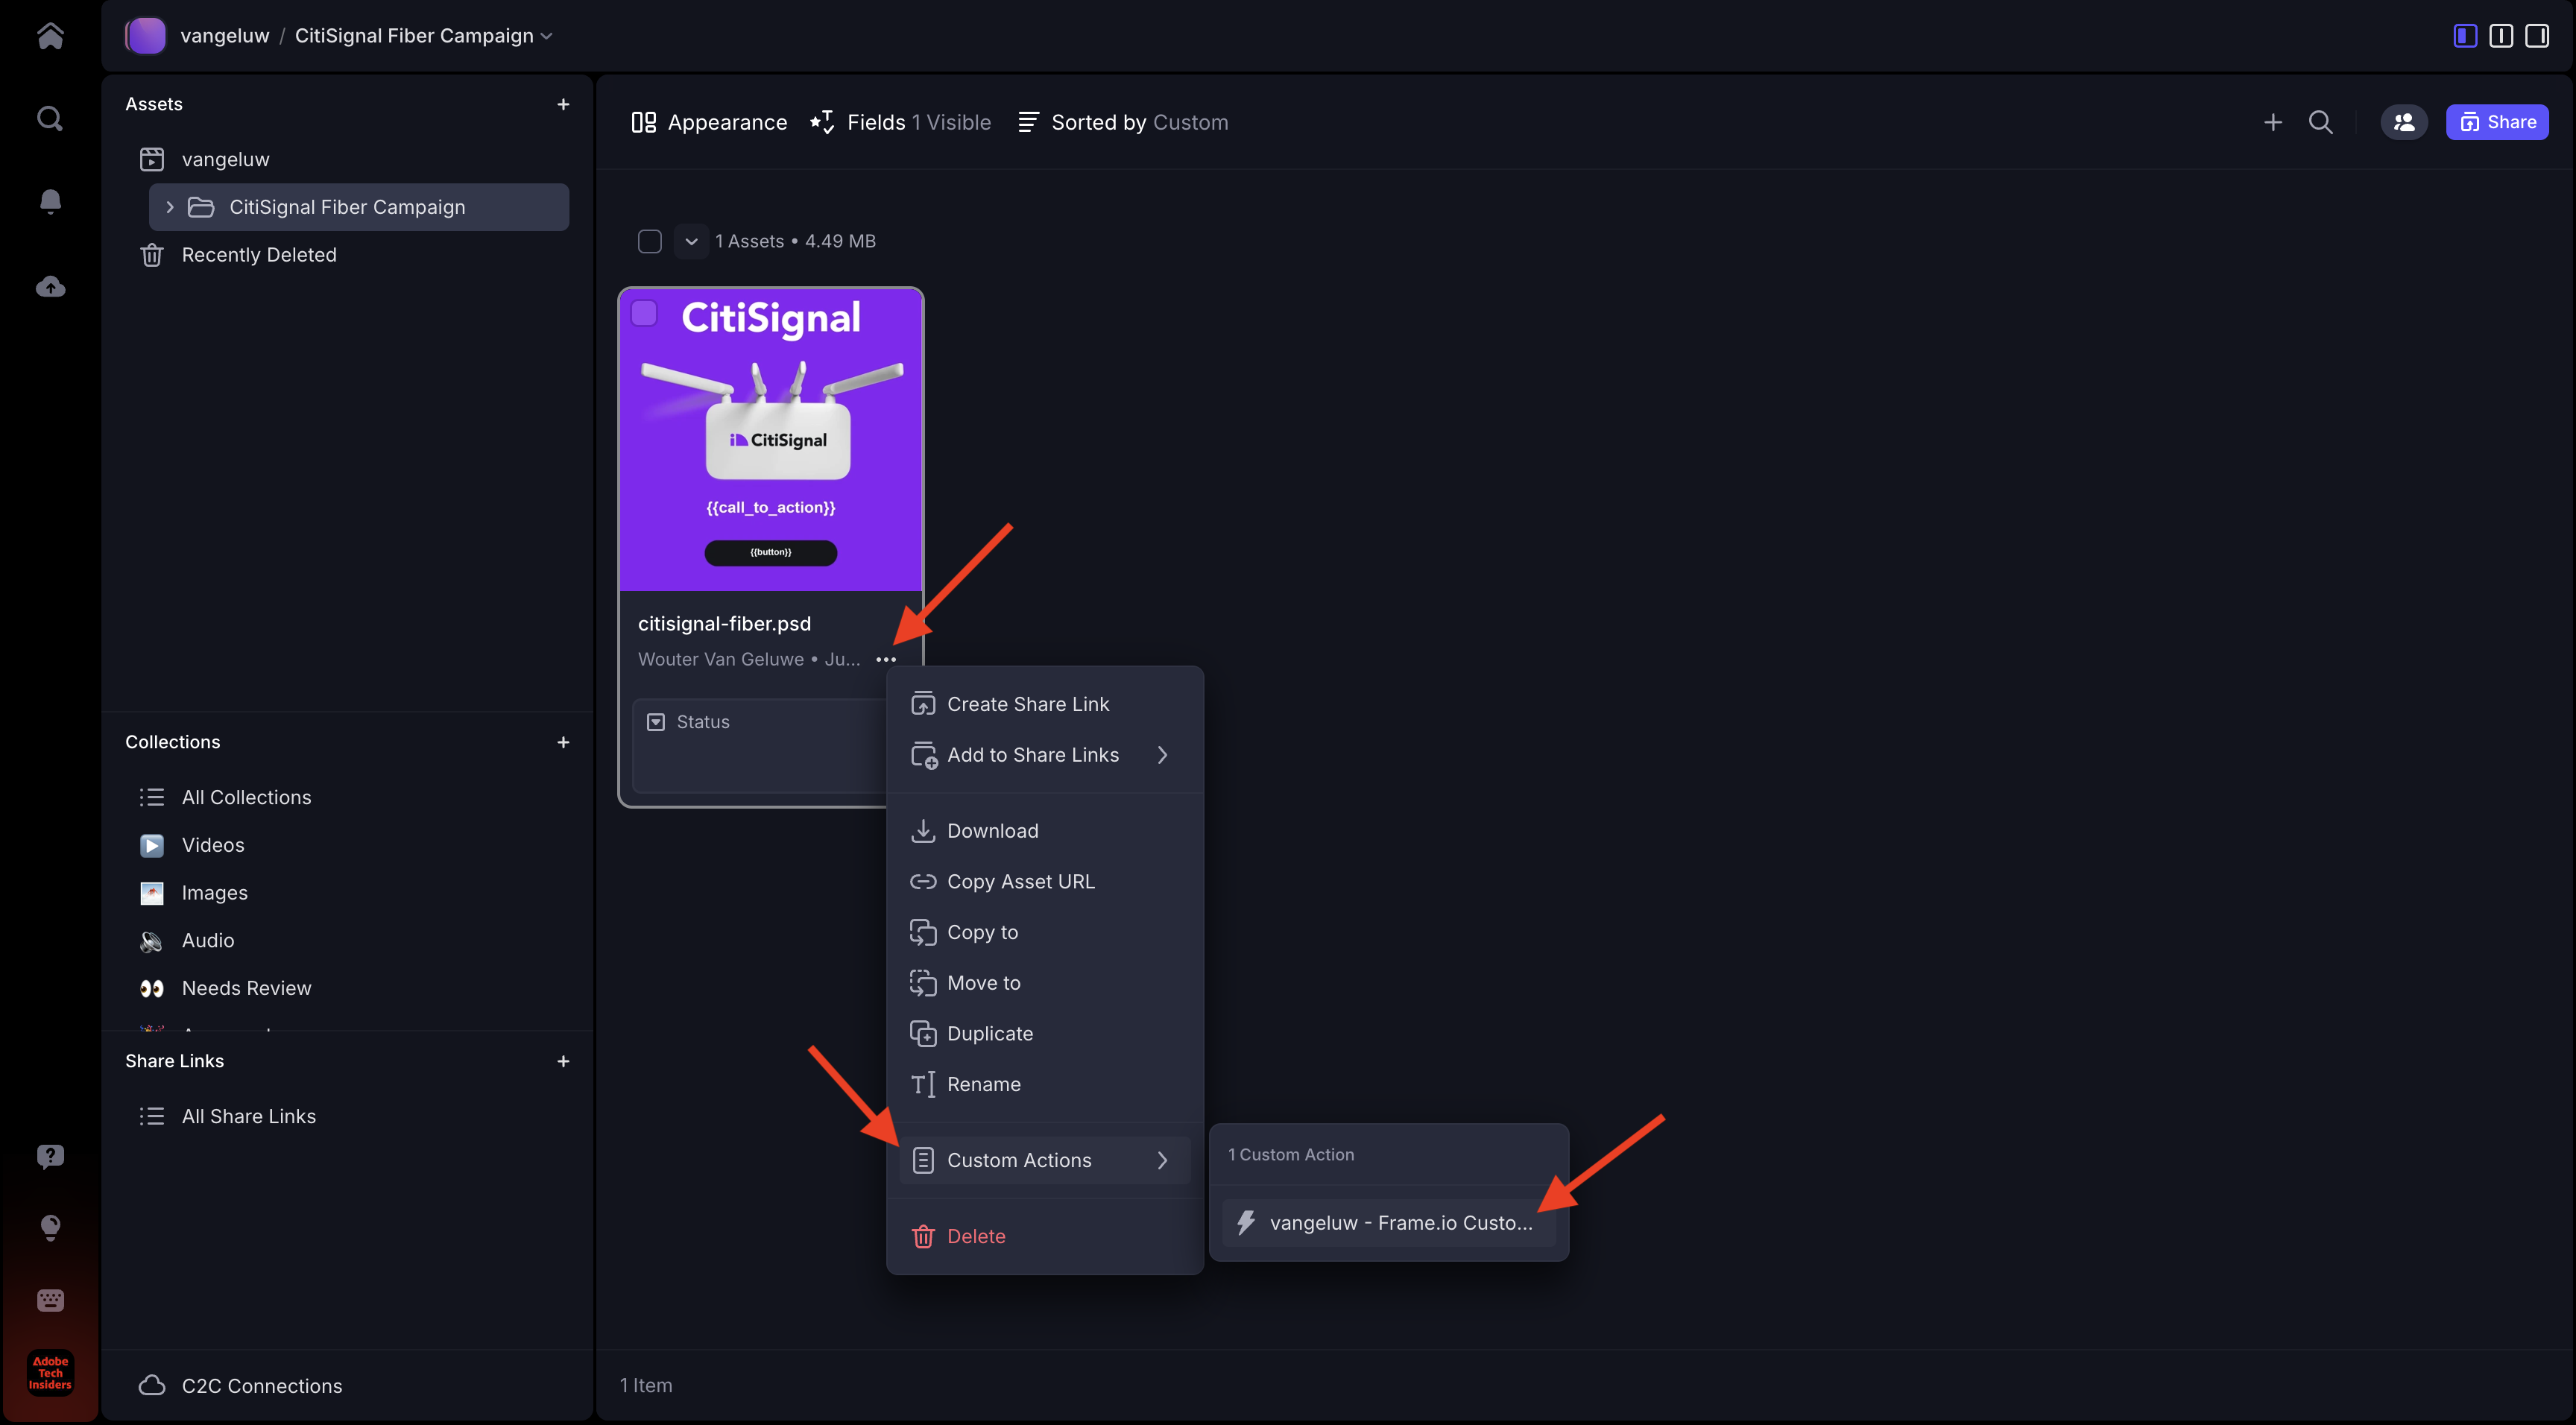 vangeluw / CitiSignal Fiber Campaign
Assets
vangeluw
CitiSignal Fiber Campaign
Recently Deleted
Collections
All Collections
Videos
Images
Audio
Needs Review
Share Links
All Share Links
C2C Connections
Adobe
Tech
Insiders
Appearance
Fields 1 Visible
Sorted by Custom
Share
1 Assets • 4.49 MB
CitiSignal
CitiSignal
{{call_to_action}}
{{button}}
citisignal-fiber.psd
Wouter Van Geluwe • Ju...
Status
Create Share Link
Add to Share Links
Download
Copy Asset URL
Copy to
Move to
Duplicate
Rename
Custom Actions
Delete
1 Custom Action
vangeluw - Frame.io Custo...
1 Item